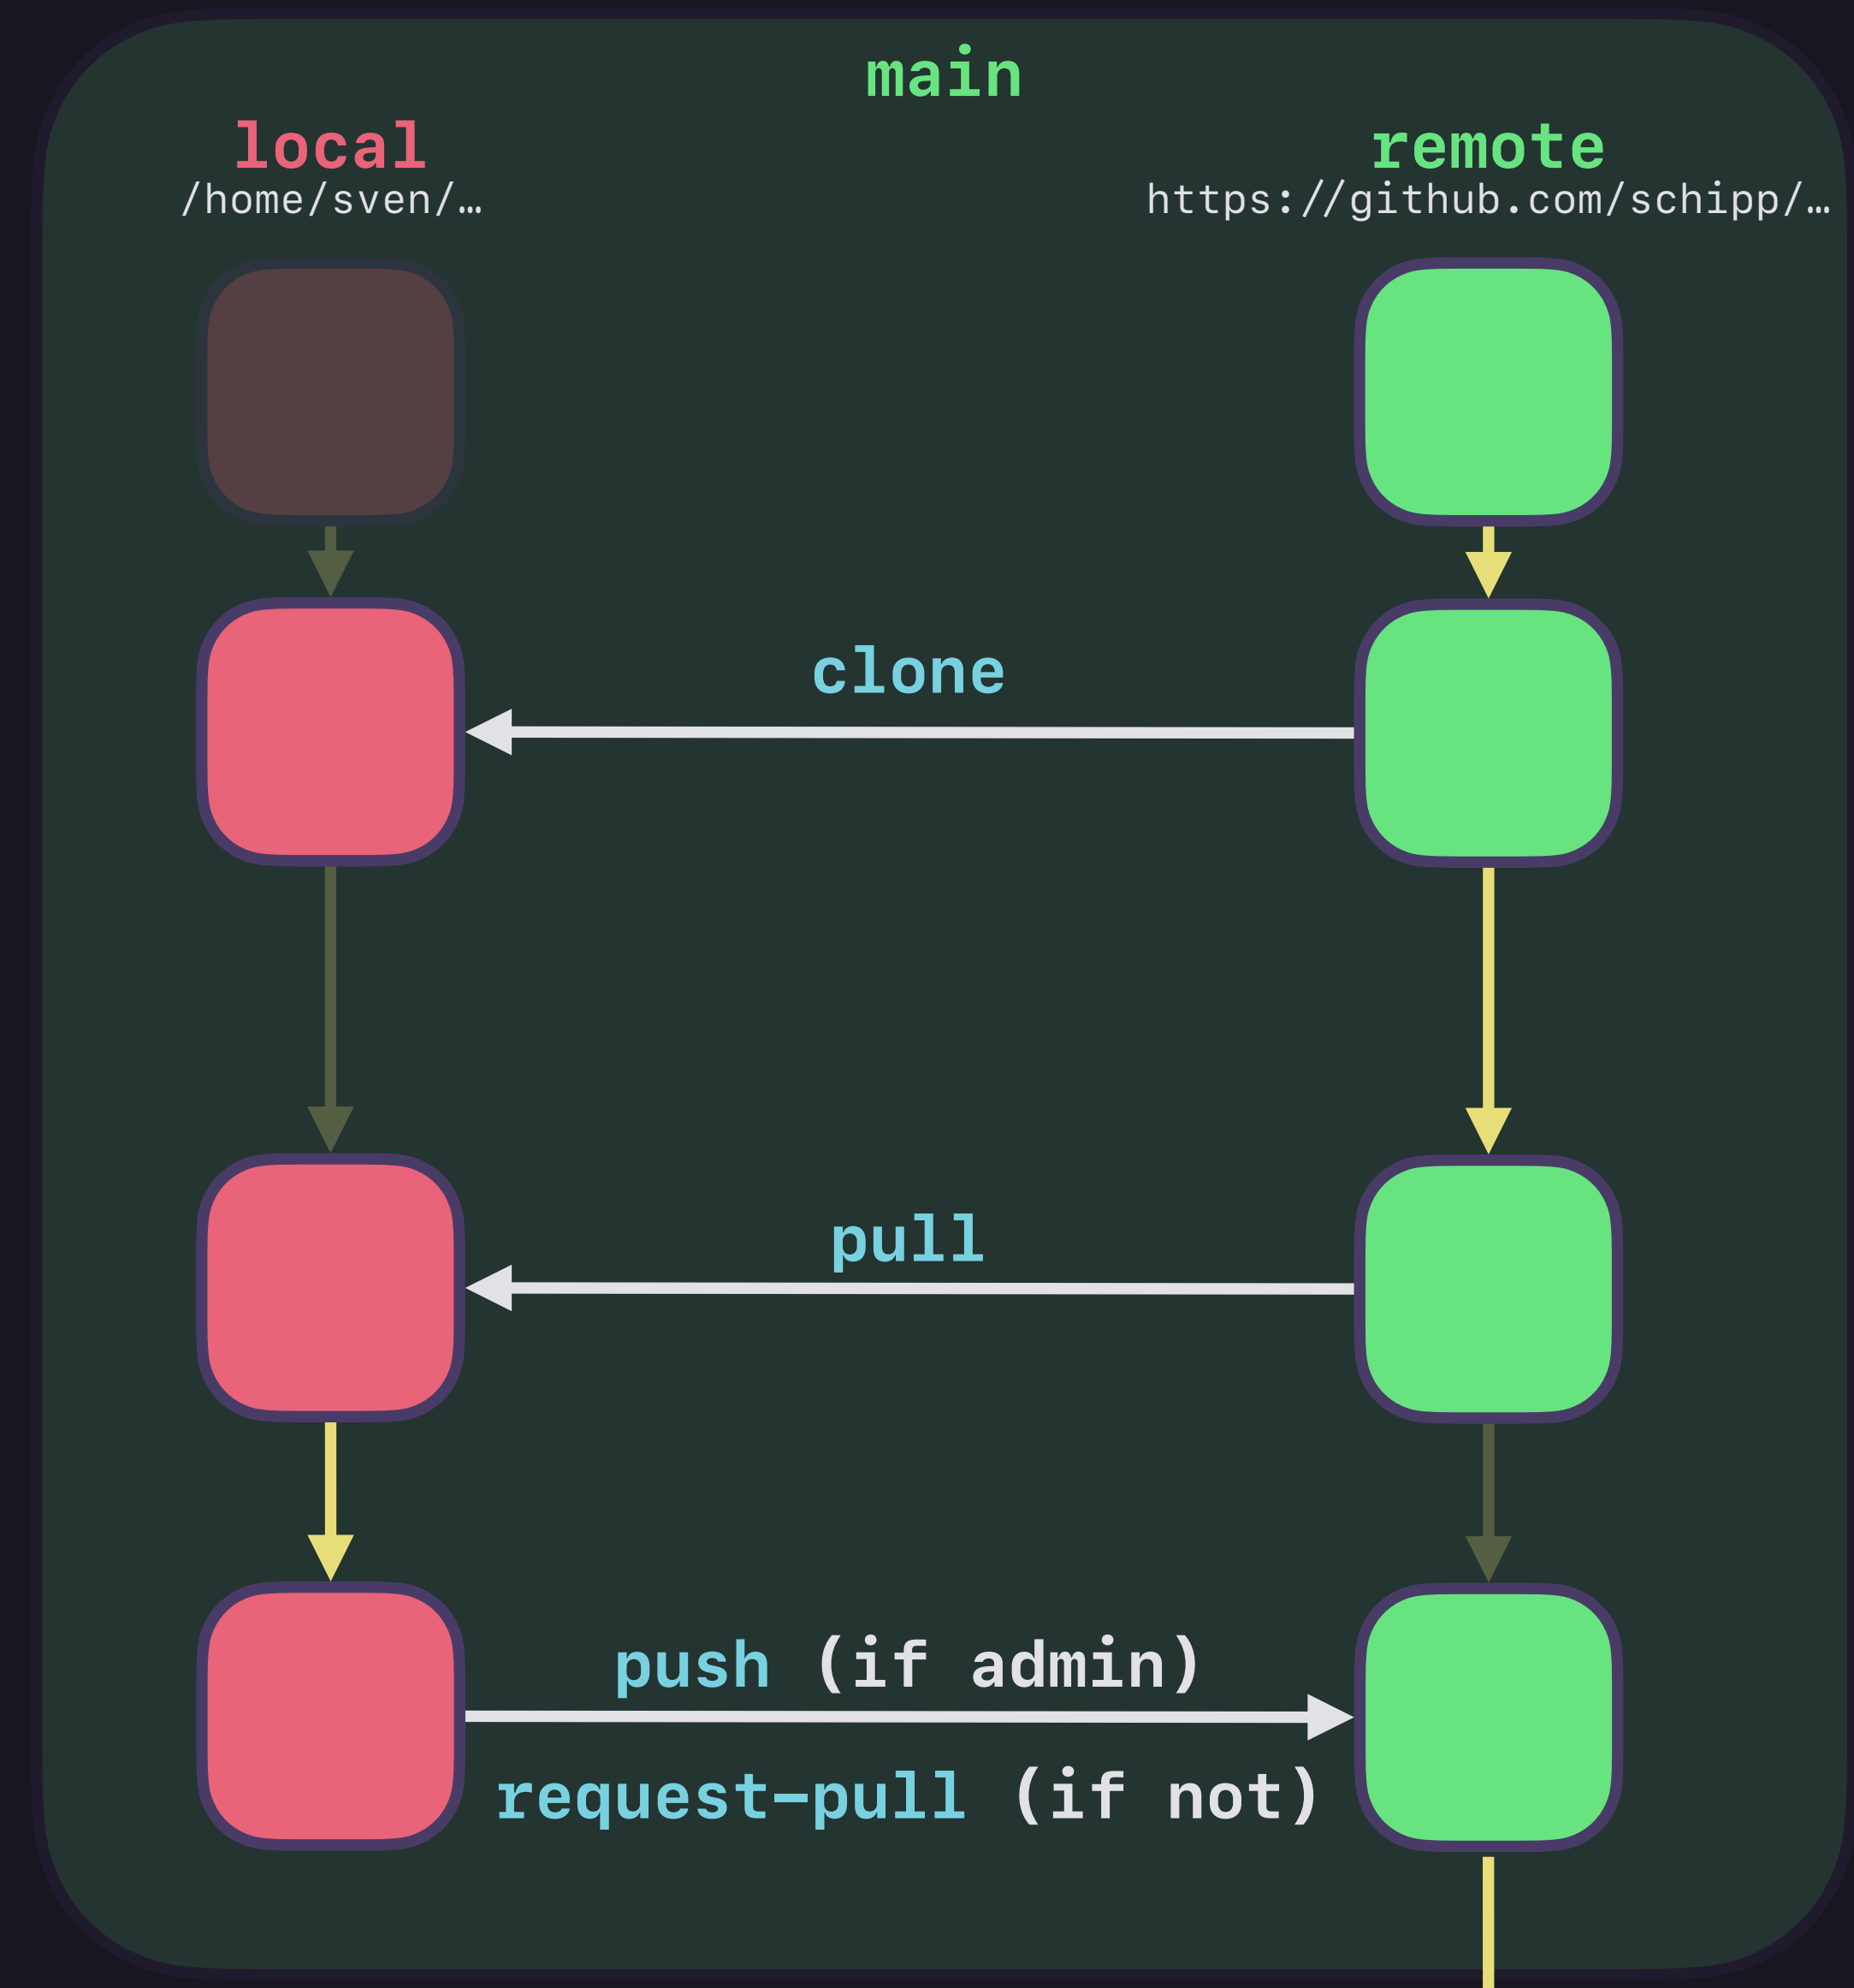 main
local
remote
/home/sven/…
https://github.com/schipp/…
clone
pull
push (if admin)
request-pull (if not)